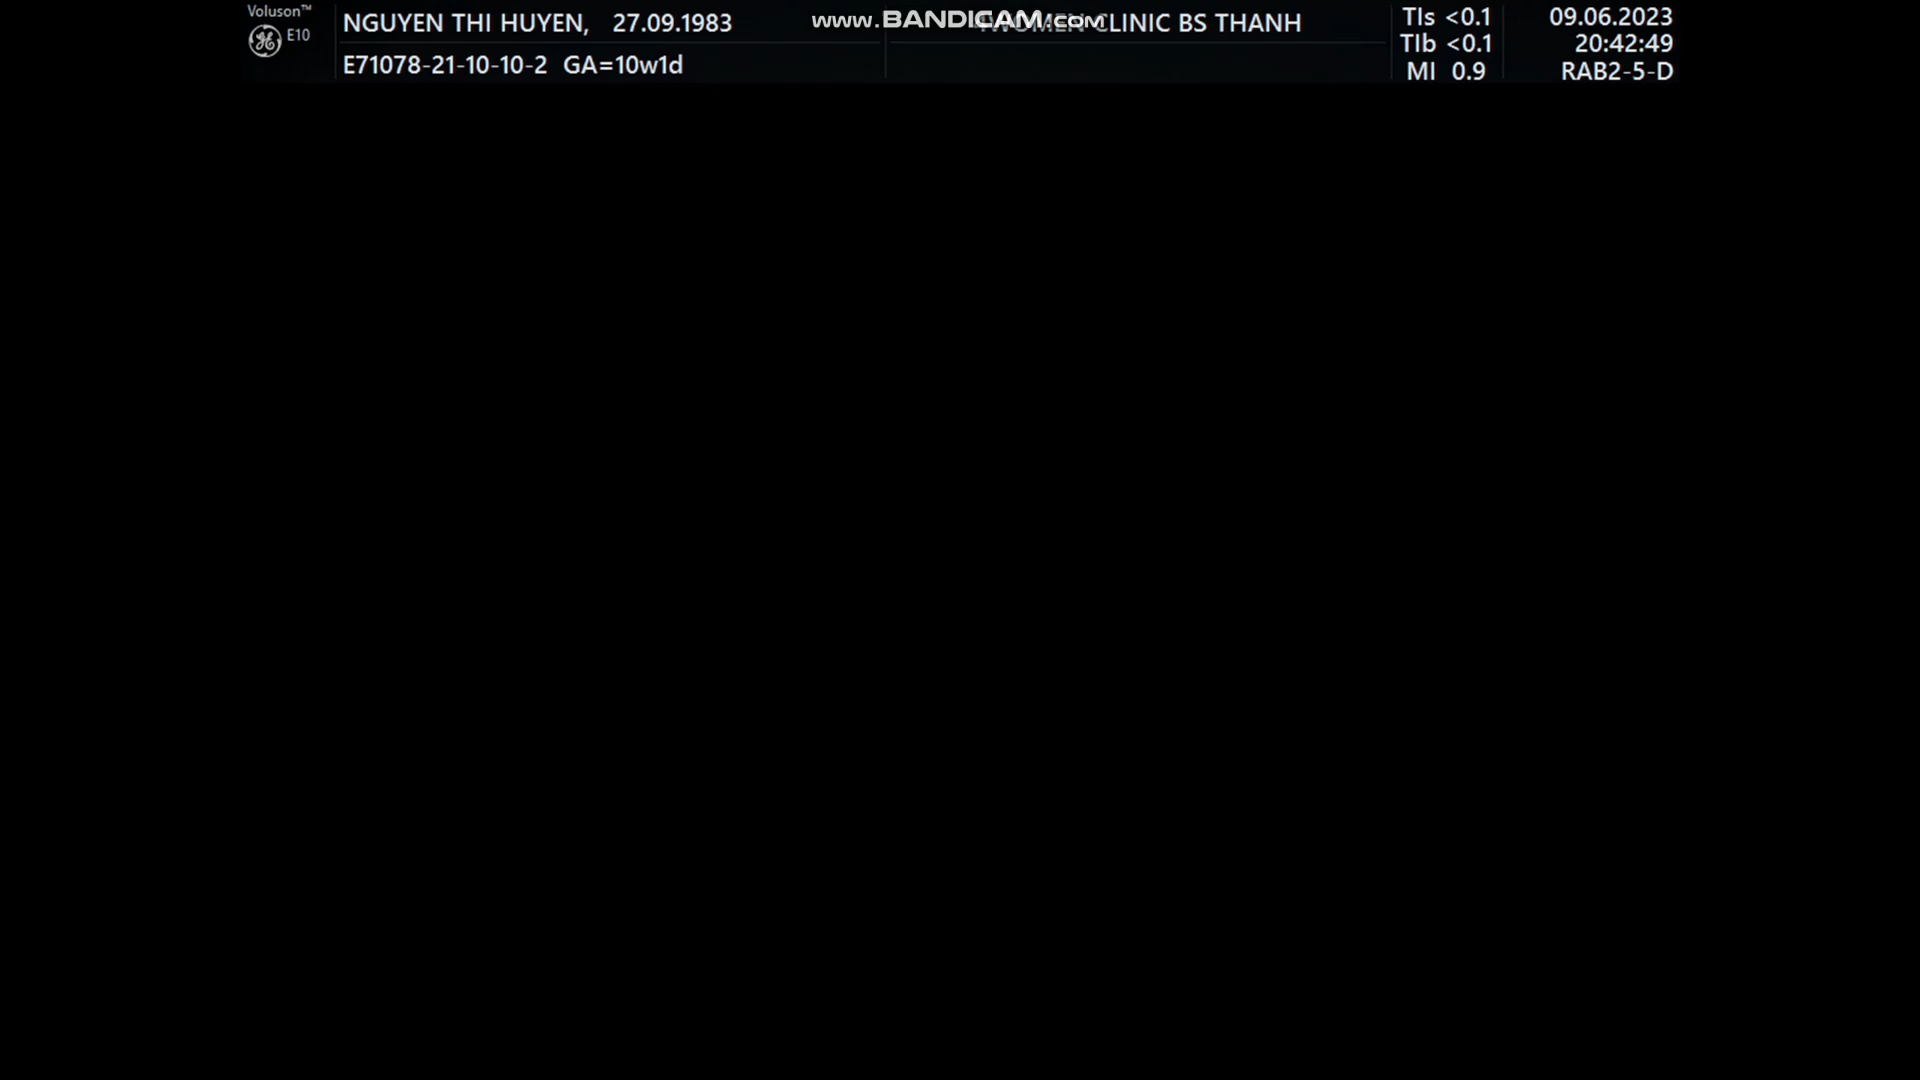 Voluson™
E10
NGUYEN THI HUYEN, 27.09.1983
E71078-21-10-10-2 GA=10w1d
www.BANDICAM.com
CLINIC BS THANH
TIs <0.1
TIb <0.1
MI 0.9
09.06.2023
20:42:49
RAB2-5-D